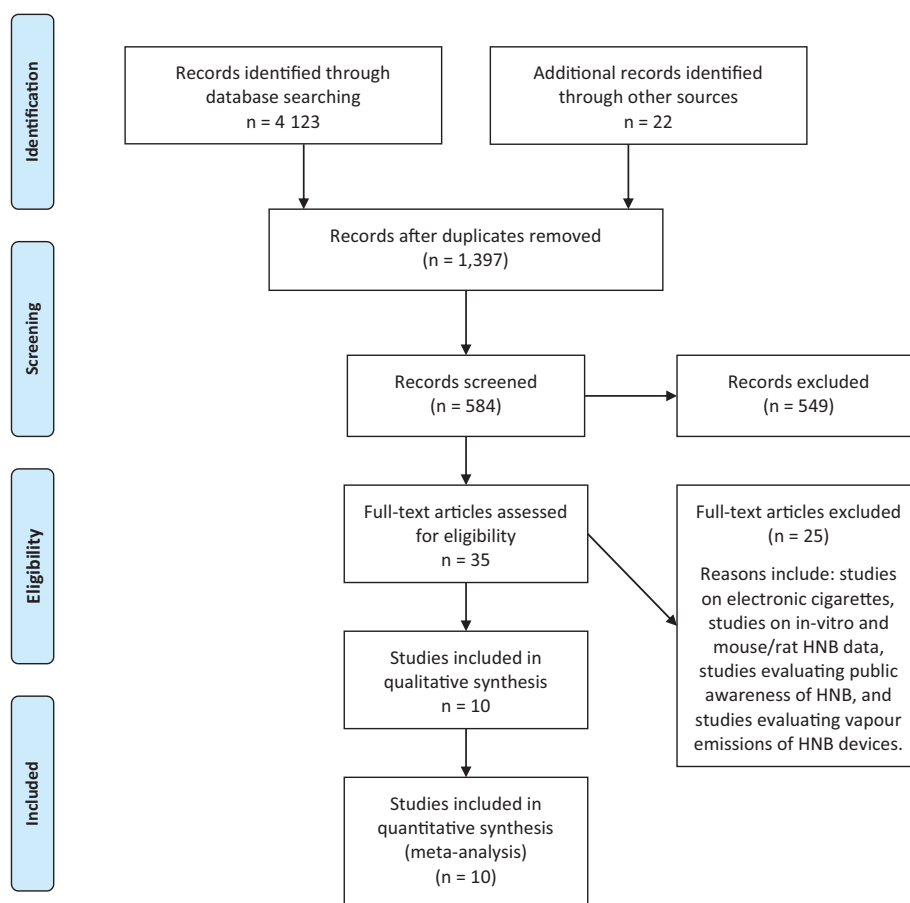 Identification
Records identified through
database searching
n = 4 123
Additional records identified
through other sources
n = 22
Records after duplicates removed
(n = 1,397)
Screening
Records screened
(n = 584)
Records excluded
(n = 549)
Eligibility
Full-text articles assessed
for eligibility
n = 35
Full-text articles excluded
(n = 25)
Reasons include: studies
on electronic cigarettes,
studies on in-vitro and
mouse/rat HNB data,
studies evaluating public
awareness of HNB, and
studies evaluating vapour
emissions of HNB devices.
Studies included in
qualitative synthesis
n = 10
Included
Studies included in
quantitative synthesis
(meta-analysis)
(n = 10)